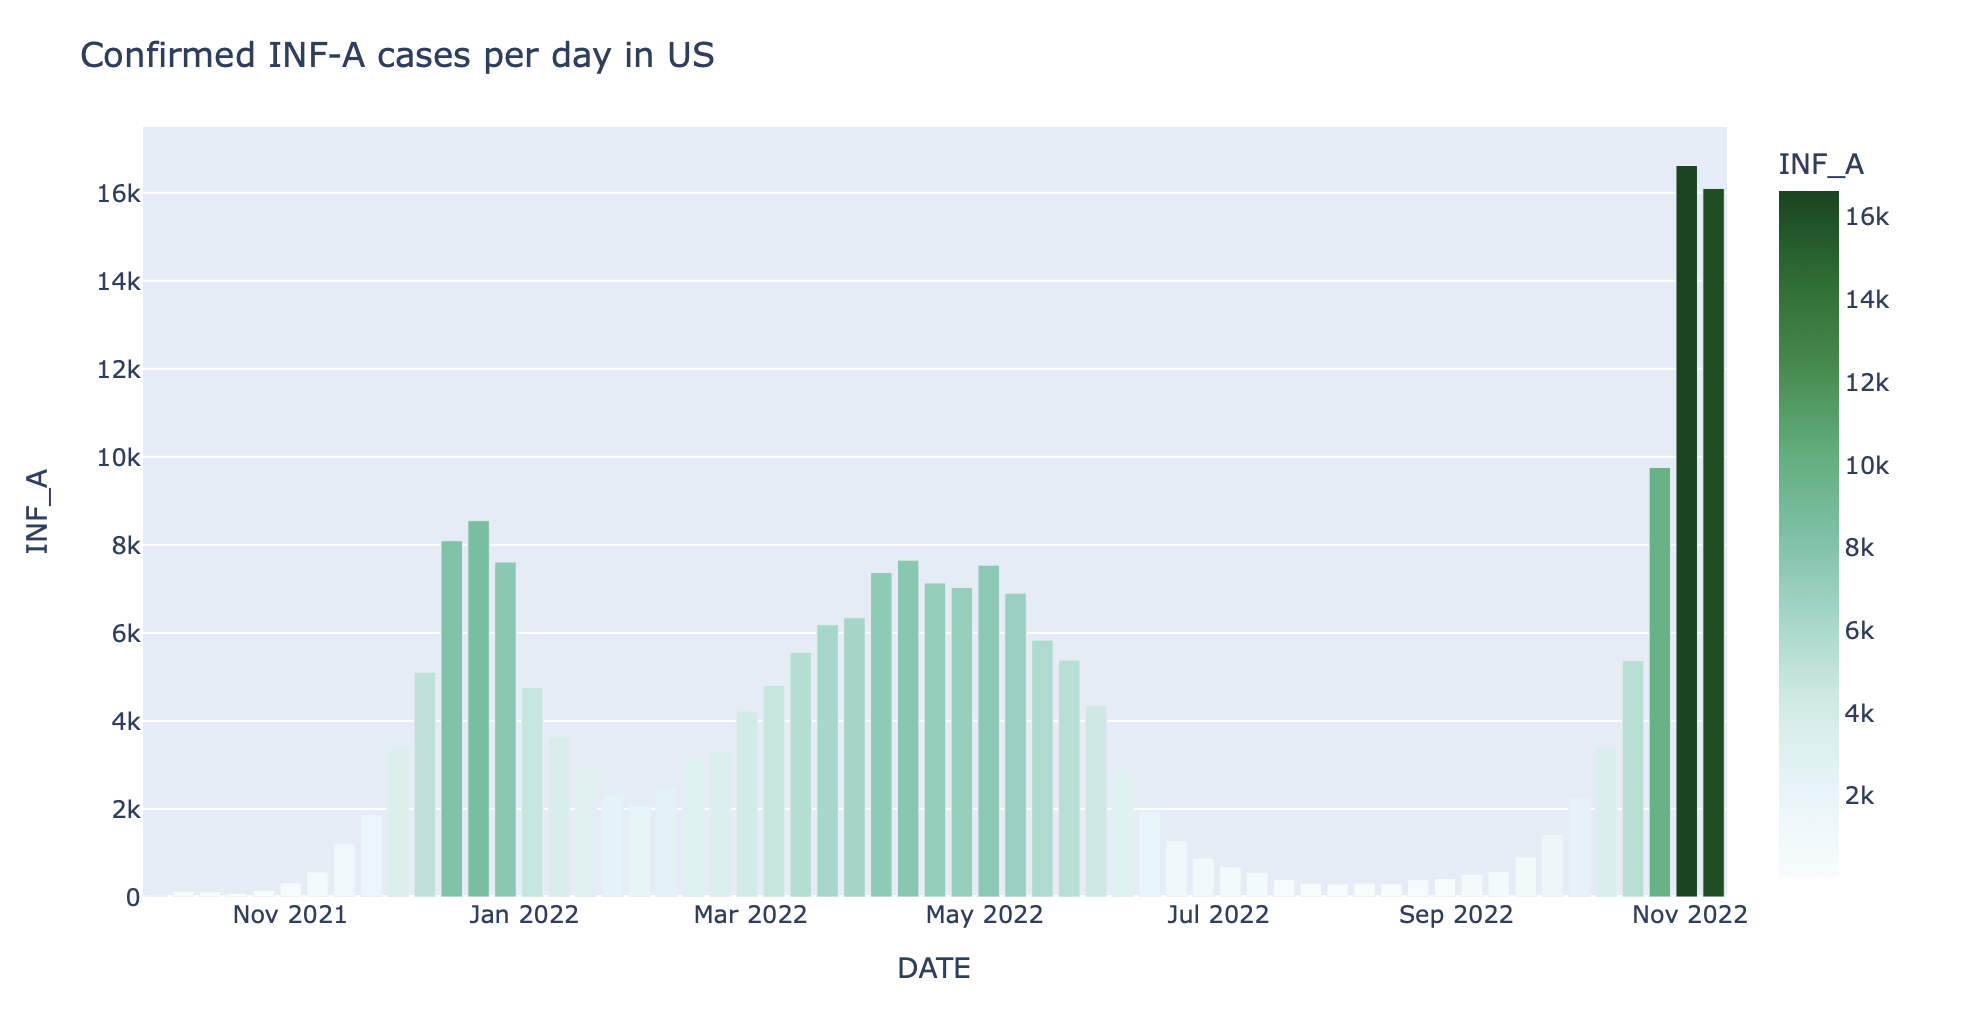 Confirmed INF-A cases per day in US
INF_A
16k
14k
12k
10k
8k
6k
4k
2k
0
Nov 2021
Jan 2022
Mar 2022
May 2022
Jul 2022
Sep 2022
Nov 2022
DATE
INF_A
16k
14k
12k
10k
8k
6k
4k
2k